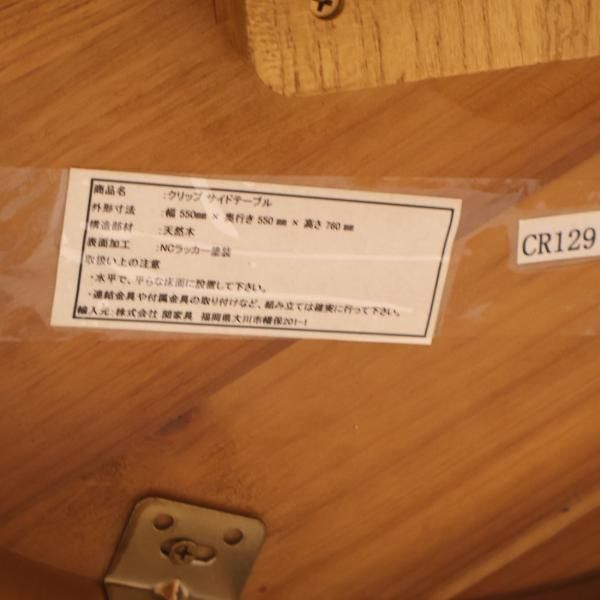 商品名 :クリップ サイドテーブル
外形寸法 :幅 550mm × 奥行き 550 mm × 高さ 760 mm
構造部材 :天然木
表面加工 :NCラッカー塗装
取扱い上の注意
・水平で、平らな床面に設置して下さい。
・連結金具や付属金具の取り付けなど、組み立ては確実に行って下さい。
輸入元:株式会社 関家具 福岡県大川市幡保201-1
CR129